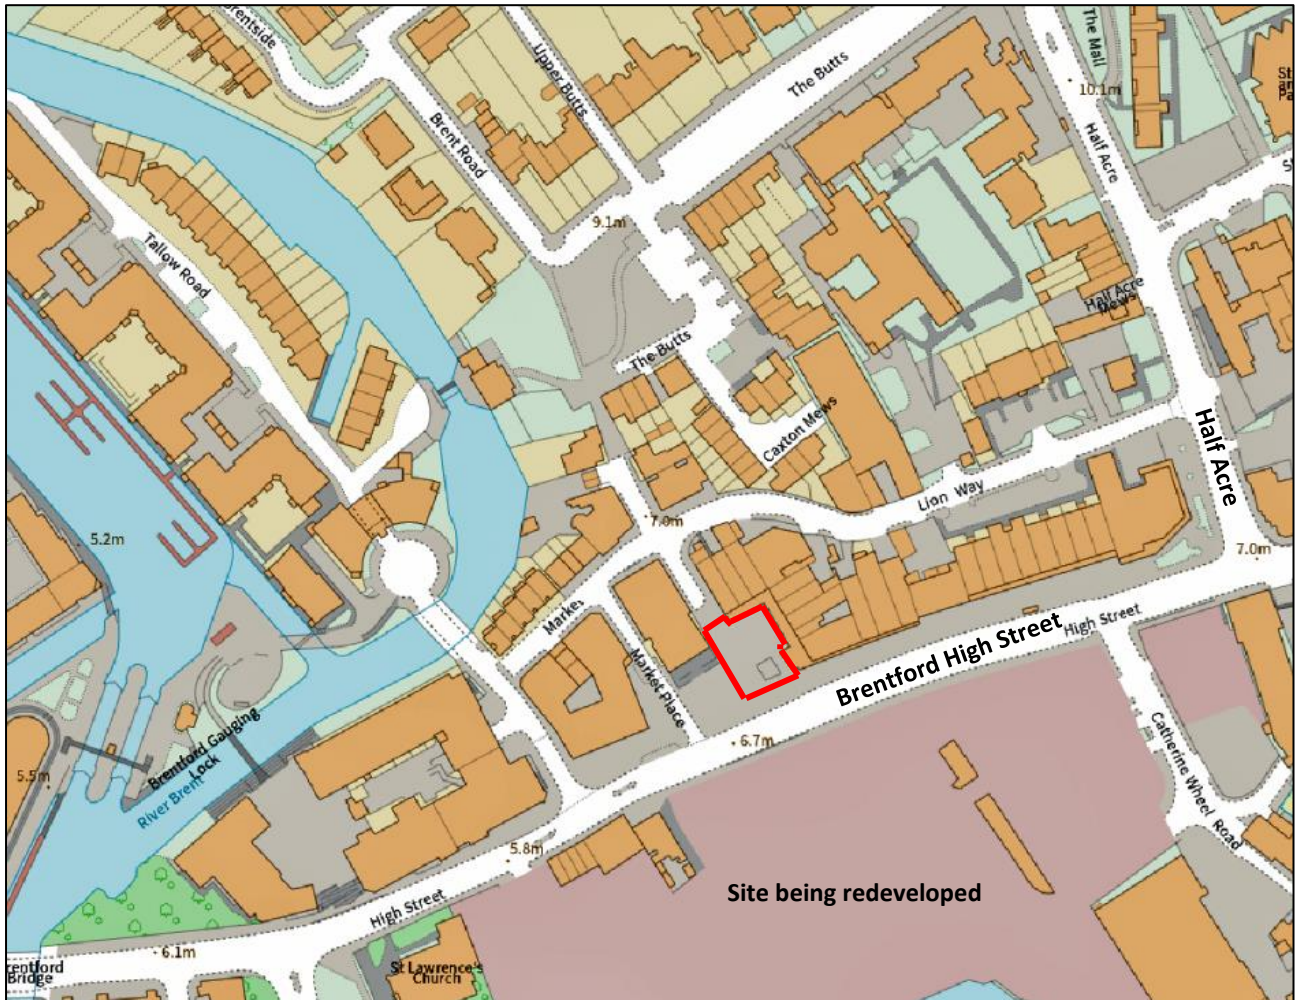 Brentside
Upper Butts
The Butts
The Mall
10.1m
St
Half Acre
Brent Road
9.1m
Tallow Road
Half Acre
Mews
The Butts
Caxton Mews
Half Acre
Lion Way
7.0m
5.2m
7.0m
Market
High Street
Brentford High Street
Market Place
6.7m
Catherine Wheel Road
Brentford Gauging
Lock
5.5m
River Brent
5.8m
Site being redeveloped
High Street
6.1m
rentford
Bridge
St Lawrence's
Church